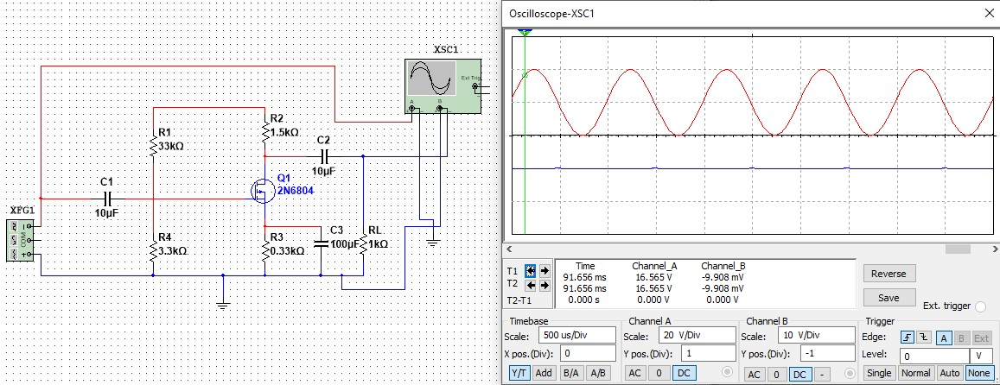 Oscilloscope-XSC1
XSC1
Ext Trig
A
B
R2
1.5kΩ
R1
33kΩ
C2
10µF
Q1
2N6804
C1
10µF
XFG1
COM
R4
3.3kΩ
R3
0.33kΩ
C3
100µF
RL
1kΩ
T1
T2
T2-T1
Time Channel_A Channel_B
91.656 ms 16.565 V -9.908 mV
91.656 ms 16.565 V -9.908 mV
0.000 s 0.000 V 0.000 V
Reverse
Save
Ext. trigger
Timebase
Scale: 500 us/Div
X pos.(Div): 0
Y/T Add B/A A/B
Channel A
Scale: 20 V/Div
Y pos.(Div): 1
AC 0 DC
Channel B
Scale: 10 V/Div
Y pos.(Div): -1
AC 0 DC -
Trigger
Edge: A B Ext
Level: 0 V
Single Normal Auto None